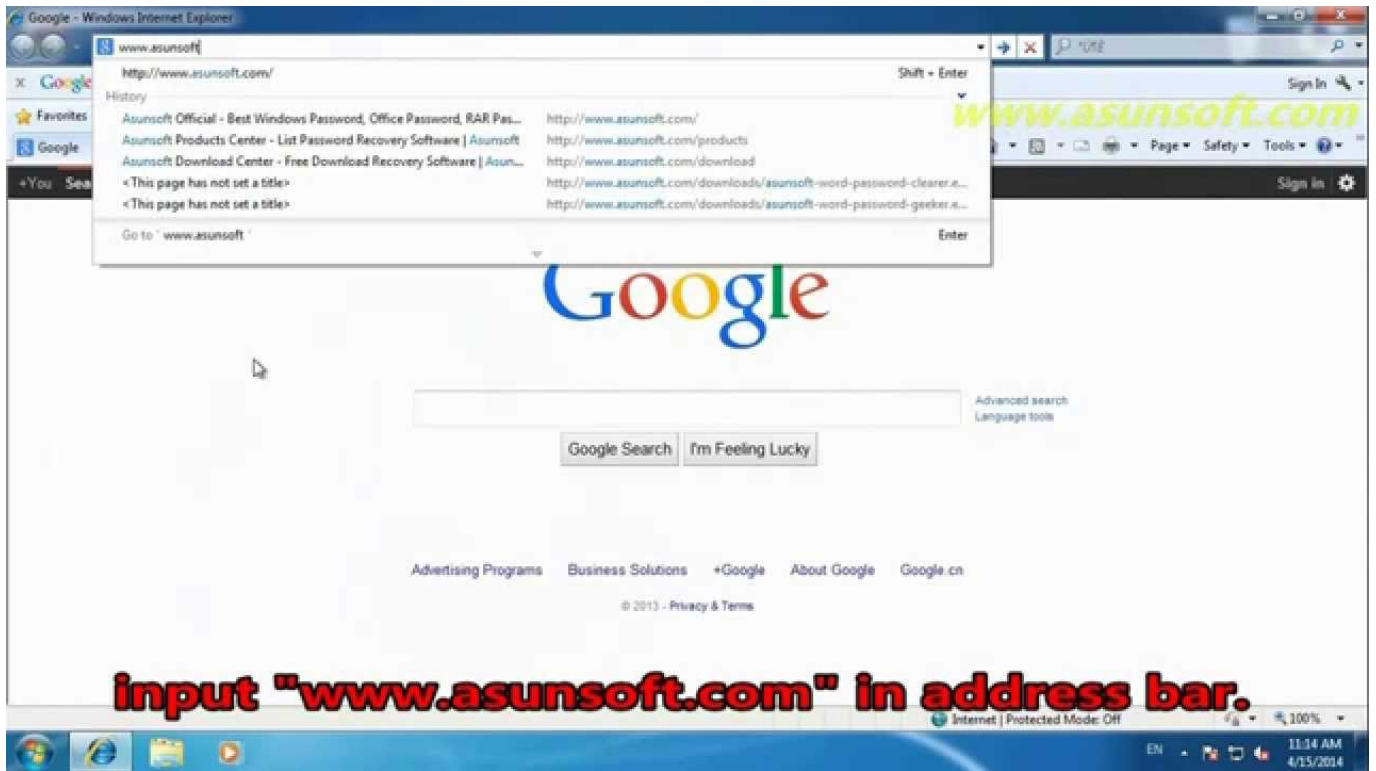 Google - Windows Internet Explorer
www.asunsoft
http://www.asunsoft.com/ Shift + Enter
History
Asunsoft Official - Best Windows Password, Office Password, RAR Pas... http://www.asunsoft.com/
Asunsoft Products Center - List Password Recovery Software | Asunsoft http://www.asunsoft.com/products
Asunsoft Download Center - Free Download Recovery Software | Asun... http://www.asunsoft.com/download
<This page has not set a title> http://www.asunsoft.com/downloads/asunsoft-word-password-clearer.e...
<This page has not set a title> http://www.asunsoft.com/downloads/asunsoft-word-password-geeker.e...
Go to ' www.asunsoft ' Enter
x Google Sign In
www.asunsoft.com
Favorites
Google Page Safety Tools
+You Sea Sign in
Google
Advanced search
Language tools
Google Search I'm Feeling Lucky
Advertising Programs Business Solutions +Google About Google Google.cn
© 2013 - Privacy & Terms
input "www.asunsoft.com" in address bar.
Internet | Protected Mode: Off 100%
EN 11:14 AM
4/15/2014